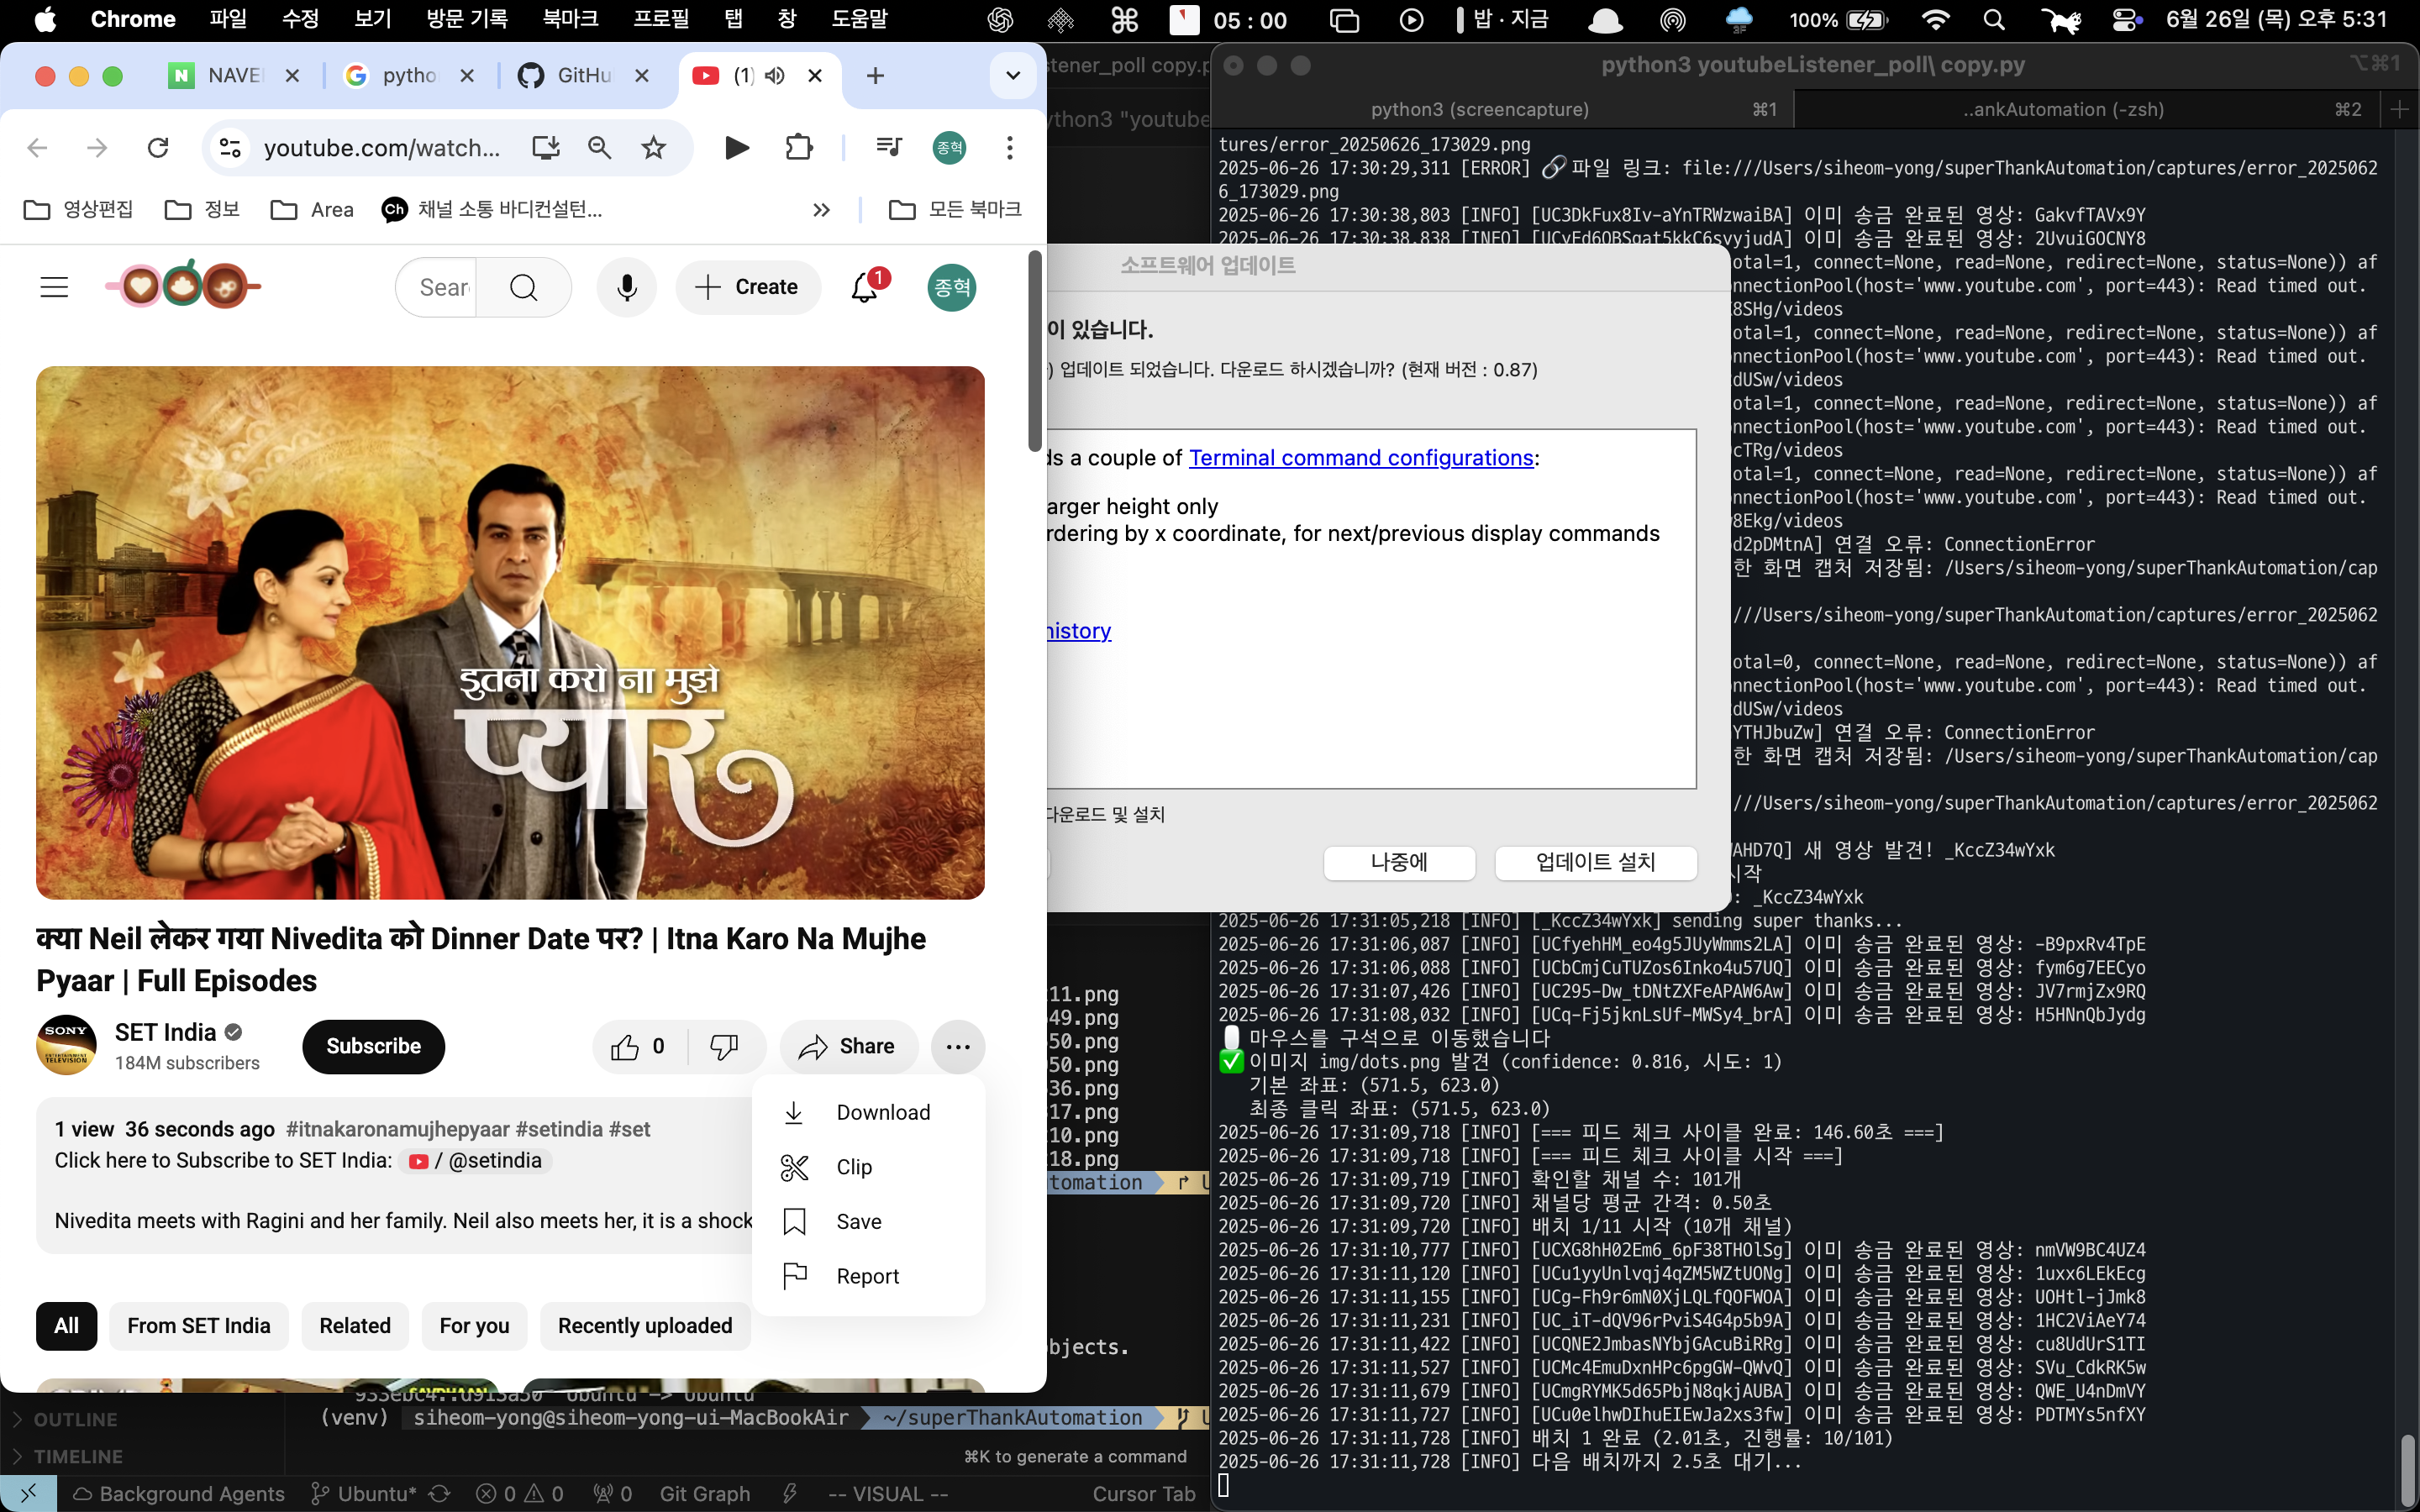 Chrome 파일 수정 보기 방문 기록 북마크 프로필 탭 창 도움말 05 : 00 밥 · 지금 100% 6월 26일 (목) 오후 5:31
NAVE pytho GitHu (1)
youtube.com/watch... 종혁
영상편집 정보 Area Ch 채널 소통 바디컨설턴... 모든 북마크
Sear Create 1 종혁
इतना करो ना मुझे
प्यार
क्या Neil लेकर गया Nivedita को Dinner Date पर? | Itna Karo Na Mujhe
Pyaar | Full Episodes
SONY
ENTERTAINMENT
TELEVISION
SET India
184M subscribers
Subscribe 0 Share
Download
Clip
Save
Report
1 view 36 seconds ago #itnakaronamujhepyaar #setindia #set
Click here to Subscribe to SET India: / @setindia
Nivedita meets with Ragini and her family. Neil also meets her, it is a shock
All From SET India Related For you Recently uploaded
stener_poll copy.p
ython3 "youtube
소프트웨어 업데이트
이 있습니다.
) 업데이트 되었습니다. 다운로드 하시겠습니까? (현재 버전 : 0.87)
ds a couple of Terminal command configurations:
arger height only
rdering by x coordinate, for next/previous display commands
history
다운로드 및 설치
나중에 업데이트 설치
11.png
49.png
50.png
50.png
36.png
17.png
10.png
18.png
tomation
bjects.
(venv) siheom-yong@siheom-yong-ui-MacBookAir ~/superThankAutomation
⌘K to generate a command
OUTLINE
TIMELINE
Background Agents Ubuntu* 0 0 0 Git Graph -- VISUAL -- Cursor Tab
python3 youtubeListener_poll\ copy.py ⌥⌘1
python3 (screencapture) ⌘1 ..ankAutomation (-zsh) ⌘2
tures/error_20250626_173029.png
2025-06-26 17:30:29,311 [ERROR] 🔗 파일 링크: file:///Users/siheom-yong/superThankAutomation/captures/error_2025062
6_173029.png
2025-06-26 17:30:38,803 [INFO] [UC3DkFux8Iv-aYnTRWzwaiBA] 이미 송금 완료된 영상: GakvfTAVx9Y
2025-06-26 17:30:38,838 [INFO] [UCyEd6QBSgat5kkC6svyjudA] 이미 송금 완료된 영상: 2UvuiGOCNY8
otal=1, connect=None, read=None, redirect=None, status=None)) af
nnectionPool(host='www.youtube.com', port=443): Read timed out.
8SHg/videos
otal=1, connect=None, read=None, redirect=None, status=None)) af
nnectionPool(host='www.youtube.com', port=443): Read timed out.
dUSw/videos
otal=1, connect=None, read=None, redirect=None, status=None)) af
nnectionPool(host='www.youtube.com', port=443): Read timed out.
cTRg/videos
otal=1, connect=None, read=None, redirect=None, status=None)) af
nnectionPool(host='www.youtube.com', port=443): Read timed out.
8Ekg/videos
d2pDMtnA] 연결 오류: ConnectionError
한 화면 캡처 저장됨: /Users/siheom-yong/superThankAutomation/cap
///Users/siheom-yong/superThankAutomation/captures/error_2025062
otal=0, connect=None, read=None, redirect=None, status=None)) af
nnectionPool(host='www.youtube.com', port=443): Read timed out.
dUSw/videos
YTHJbuZw] 연결 오류: ConnectionError
한 화면 캡처 저장됨: /Users/siheom-yong/superThankAutomation/cap
///Users/siheom-yong/superThankAutomation/captures/error_2025062
AHD7Q] 새 영상 발견! _KccZ34wYxk
시작
: _KccZ34wYxk
2025-06-26 17:31:05,218 [INFO] [_KccZ34wYxk] sending super thanks...
2025-06-26 17:31:06,087 [INFO] [UCfyehHM_eo4g5JUyWmms2LA] 이미 송금 완료된 영상: -B9pxRv4TpE
2025-06-26 17:31:06,088 [INFO] [UCbCmjCuTUZos6Inko4u57UQ] 이미 송금 완료된 영상: fym6g7EECyo
2025-06-26 17:31:07,426 [INFO] [UC295-Dw_tDNtZXFeAPAW6Aw] 이미 송금 완료된 영상: JV7rmjZx9RQ
2025-06-26 17:31:08,032 [INFO] [UCq-Fj5jknLsUf-MWSy4_brA] 이미 송금 완료된 영상: H5HNnQbJydg
마우스를 구석으로 이동했습니다
✅ 이미지 img/dots.png 발견 (confidence: 0.816, 시도: 1)
기본 좌표: (571.5, 623.0)
최종 클릭 좌표: (571.5, 623.0)
2025-06-26 17:31:09,718 [INFO] [=== 피드 체크 사이클 완료: 146.60초 ===]
2025-06-26 17:31:09,718 [INFO] [=== 피드 체크 사이클 시작 ===]
2025-06-26 17:31:09,719 [INFO] 확인할 채널 수: 101개
2025-06-26 17:31:09,720 [INFO] 채널당 평균 간격: 0.50초
2025-06-26 17:31:09,720 [INFO] 배치 1/11 시작 (10개 채널)
2025-06-26 17:31:10,777 [INFO] [UCXG8hH02Em6_6pF38THOlSg] 이미 송금 완료된 영상: nmVW9BC4UZ4
2025-06-26 17:31:11,120 [INFO] [UCu1yyUnlvqj4qZM5WZtUONg] 이미 송금 완료된 영상: 1uxx6LEkEcg
2025-06-26 17:31:11,155 [INFO] [UCg-Fh9r6mN0XjLQLfQOFWOA] 이미 송금 완료된 영상: UOHtl-jJmk8
2025-06-26 17:31:11,231 [INFO] [UC_iT-dQV96rPviS4G4p5b9A] 이미 송금 완료된 영상: 1HC2ViAeY74
2025-06-26 17:31:11,422 [INFO] [UCQNE2JmbasNYbjGAcuBiRRg] 이미 송금 완료된 영상: cu8UdUrS1TI
2025-06-26 17:31:11,527 [INFO] [UCMc4EmuDxnHPc6pgGW-QWvQ] 이미 송금 완료된 영상: SVu_CdkRK5w
2025-06-26 17:31:11,679 [INFO] [UCmgRYMK5d65PbjN8qkjAUBA] 이미 송금 완료된 영상: QWE_U4nDmVY
2025-06-26 17:31:11,727 [INFO] [UCu0elhwDIhuEIEwJa2xs3fw] 이미 송금 완료된 영상: PDTMYs5nfXY
2025-06-26 17:31:11,728 [INFO] 배치 1 완료 (2.01초, 진행률: 10/101)
2025-06-26 17:31:11,728 [INFO] 다음 배치까지 2.5초 대기...